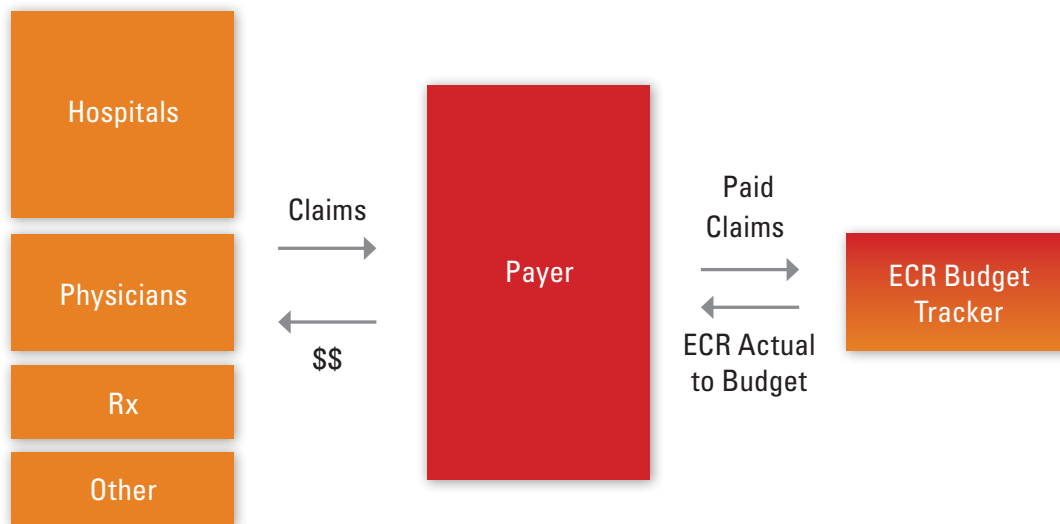 Hospitals
Physicians
Rx
Other
Claims
$$
Payer
Paid
Claims
ECR Actual
to Budget
ECR Budget
Tracker